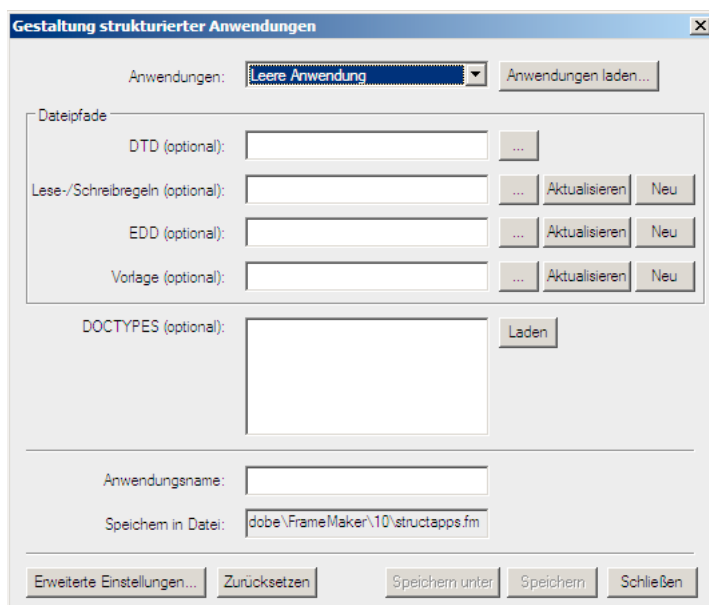 Gestaltung strukturierter Anwendungen
Anwendungen: Leere Anwendung Anwendungen laden...
Dateipfade
DTD (optional): ...
Lese-/Schreibregeln (optional): ... Aktualisieren Neu
EDD (optional): ... Aktualisieren Neu
Vorlage (optional): ... Aktualisieren Neu
DOCTYPES (optional): Laden
Anwendungsname:
Speichern in Datei: dobe\FrameMaker\10\structapps.fm
Erweiterte Einstellungen... Zurücksetzen Speichern unter Speichern Schließen